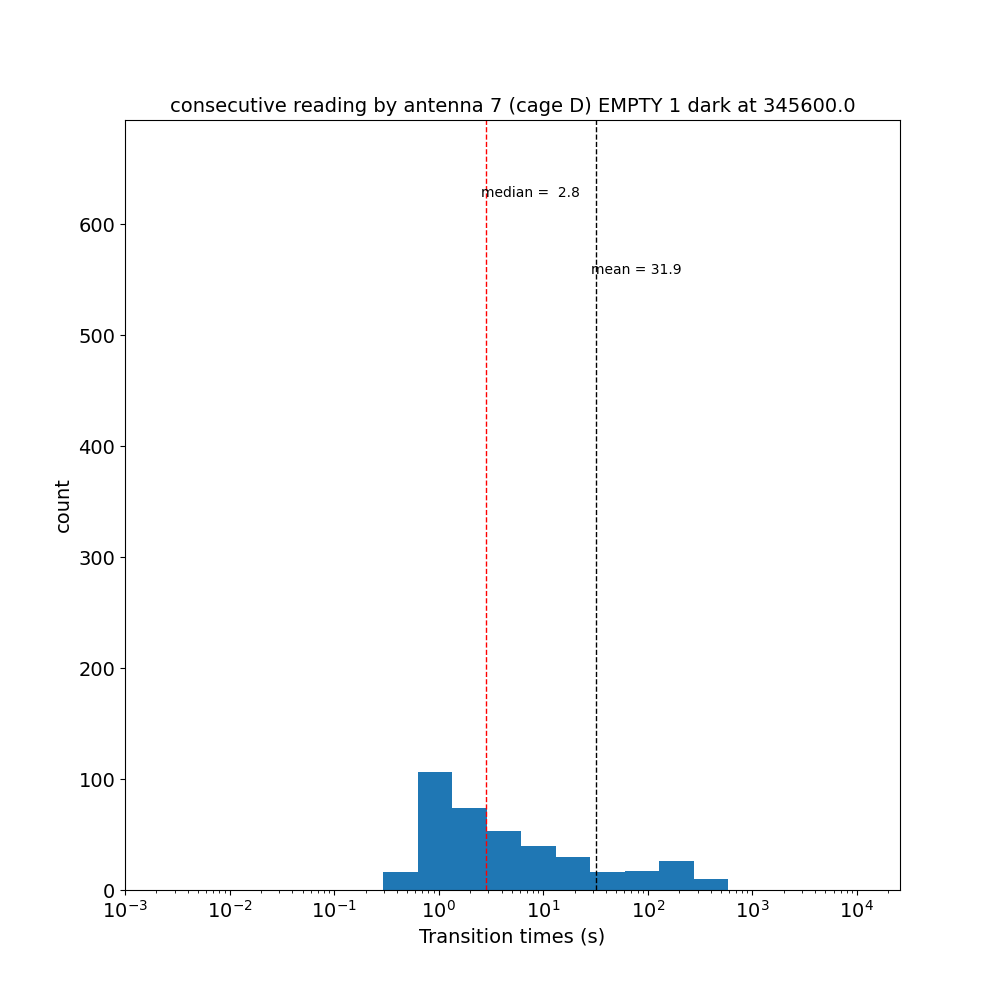 consecutive reading by antenna 7 (cage D) EMPTY 1 dark at 345600.0
median =  2.8
mean = 31.9
600
500
400
300
200
100
0
count
10⁻³ 10⁻² 10⁻¹ 10⁰ 10¹ 10² 10³ 10⁴
Transition times (s)